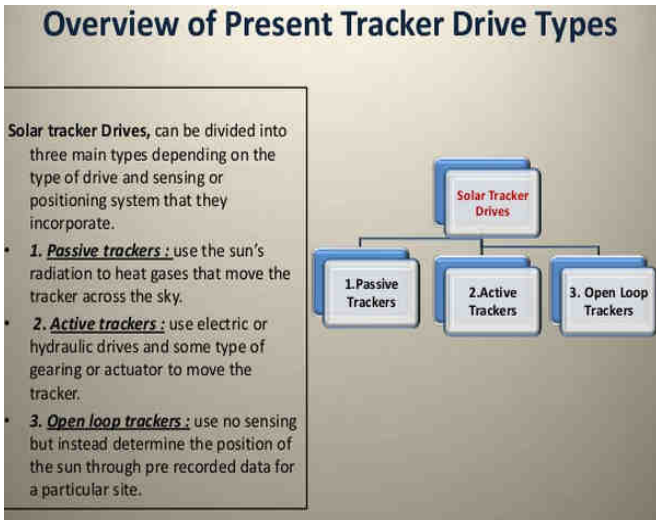 Overview of Present Tracker Drive Types
Solar tracker Drives, can be divided into
three main types depending on the
type of drive and sensing or
positioning system that they
incorporate.
• 1. Passive trackers : use the sun's
radiation to heat gases that move the
tracker across the sky.
• 2. Active trackers : use electric or
hydraulic drives and some type of
gearing or actuator to move the
tracker.
• 3. Open loop trackers : use no sensing
but instead determine the position of
the sun through pre recorded data for
a particular site.
Solar Tracker
Drives
1.Passive
Trackers
2.Active
Trackers
3. Open Loop
Trackers